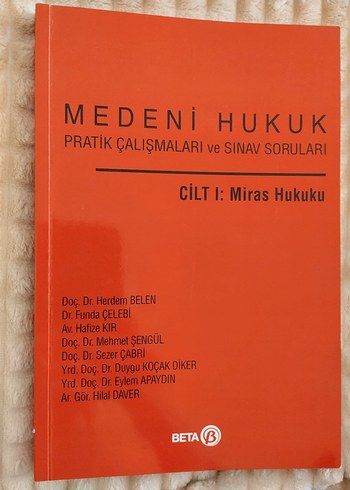 MEDENİ HUKUK
PRATİK ÇALIŞMALARI ve SINAV SORULARI
CİLT I: Miras Hukuku
Doç. Dr. Herdem BELEN
Dr. Funda ÇELEBİ
Av. Hafize KIR
Doç. Dr. Mehmet ŞENGÜL
Doç. Dr. Sezer ÇABRİ
Yrd. Doç. Dr. Duygu KOÇAK DİKER
Yrd. Doç. Dr. Eylem APAYDIN
Ar. Gör. Hilal DAVER
BETA B